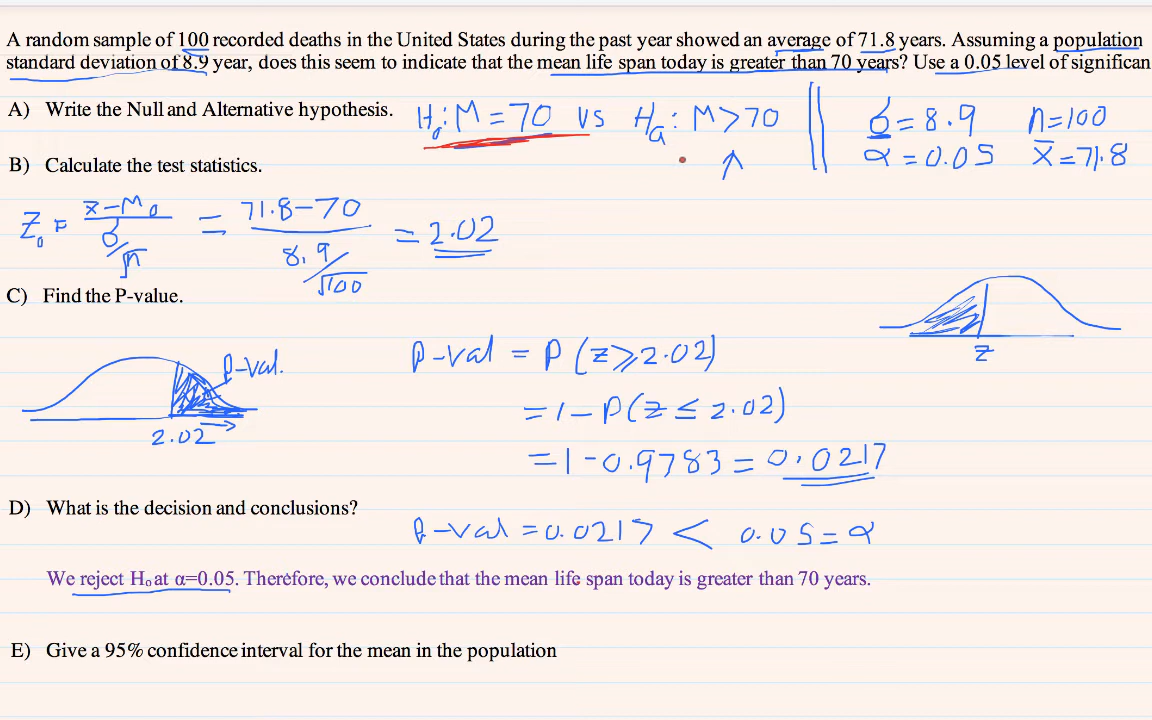 A random sample of 100 recorded deaths in the United States during the past year showed an average of 71.8 years. Assuming a population
standard deviation of 8.9 year, does this seem to indicate that the mean life span today is greater than 70 years? Use a 0.05 level of significan
A) Write the Null and Alternative hypothesis. H₀: M = 70 vs Hₐ: M > 70 || σ = 8.9 n = 100
α = 0.05 x̄ = 71.8
B) Calculate the test statistics.
Z₀ = (x̄ - M₀) / (σ/√n) = (71.8 - 70) / (8.9/√100) = 2.02
C) Find the P-value.
Z
P-val.
2.02
P-val = P(Z ≥ 2.02)
= 1 - P(Z ≤ 2.02)
= 1 - 0.9783 = 0.0217
D) What is the decision and conclusions?
P-val = 0.0217 < 0.05 = α
We reject H₀ at α=0.05. Therefore, we conclude that the mean life span today is greater than 70 years.
E) Give a 95% confidence interval for the mean in the population